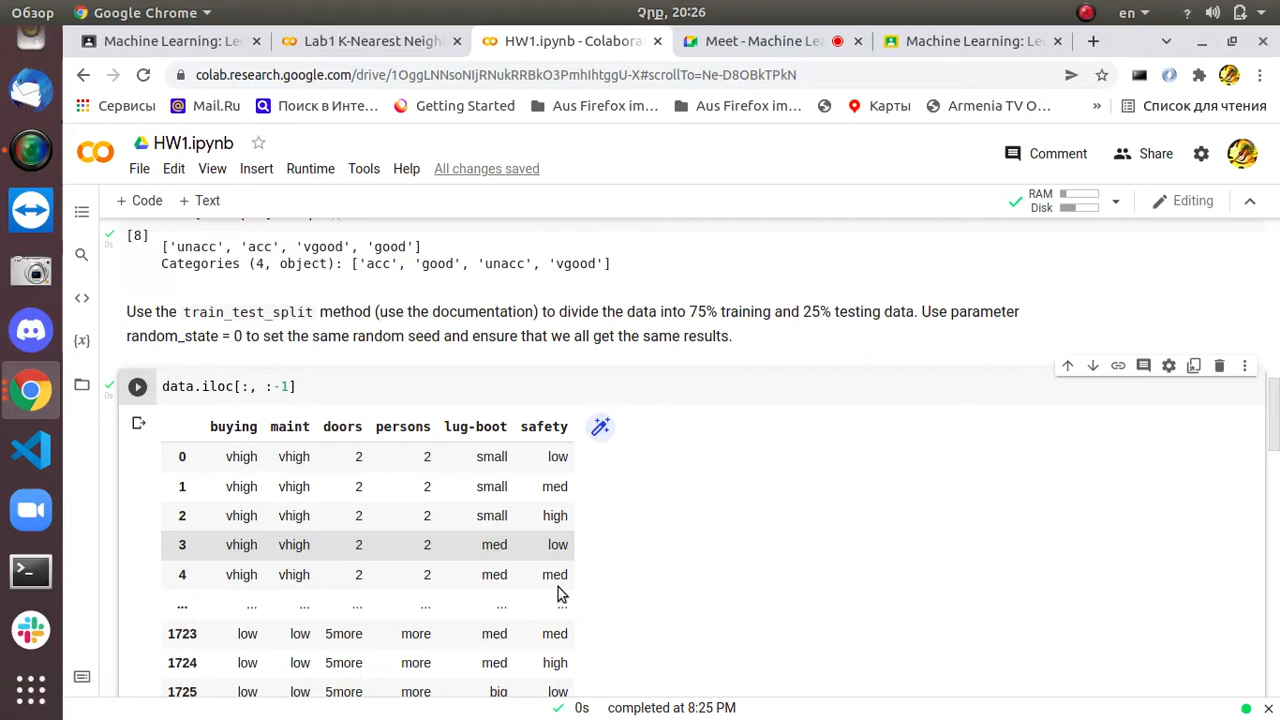 Обзор Google Chrome Չրք, 20:26 en ?
Machine Learning: Le Lab1 K-Nearest Neigh HW1.ipynb - Colabora Meet - Machine Le Machine Learning: Le
colab.research.google.com/drive/1OggLNNsoNIjRNukRRBkO3PmhIhtggU-X#scrollTo=Ne-D8OBkTPkN
Сервисы Mail.Ru Поиск в Инте... Getting Started Aus Firefox im... Aus Firefox im... Карты Armenia TV O... » Список для чтения
HW1.ipynb
Comment Share
File Edit View Insert Runtime Tools Help All changes saved
+ Code + Text RAM Disk Editing
[8] ['unacc', 'acc', 'vgood', 'good']
0s
Categories (4, object): ['acc', 'good', 'unacc', 'vgood']
Use the train_test_split method (use the documentation) to divide the data into 75% training and 25% testing data. Use parameter
random_state = 0 to set the same random seed and ensure that we all get the same results.
data.iloc[:, :-1]
0s
buying maint doors persons lug-boot safety
0 vhigh vhigh 2 2 small low
1 vhigh vhigh 2 2 small med
2 vhigh vhigh 2 2 small high
3 vhigh vhigh 2 2 med low
4 vhigh vhigh 2 2 med med
... ... ... ... ... ... ...
1723 low low 5more more med med
1724 low low 5more more med high
1725 low low 5more more big low
0s completed at 8:25 PM